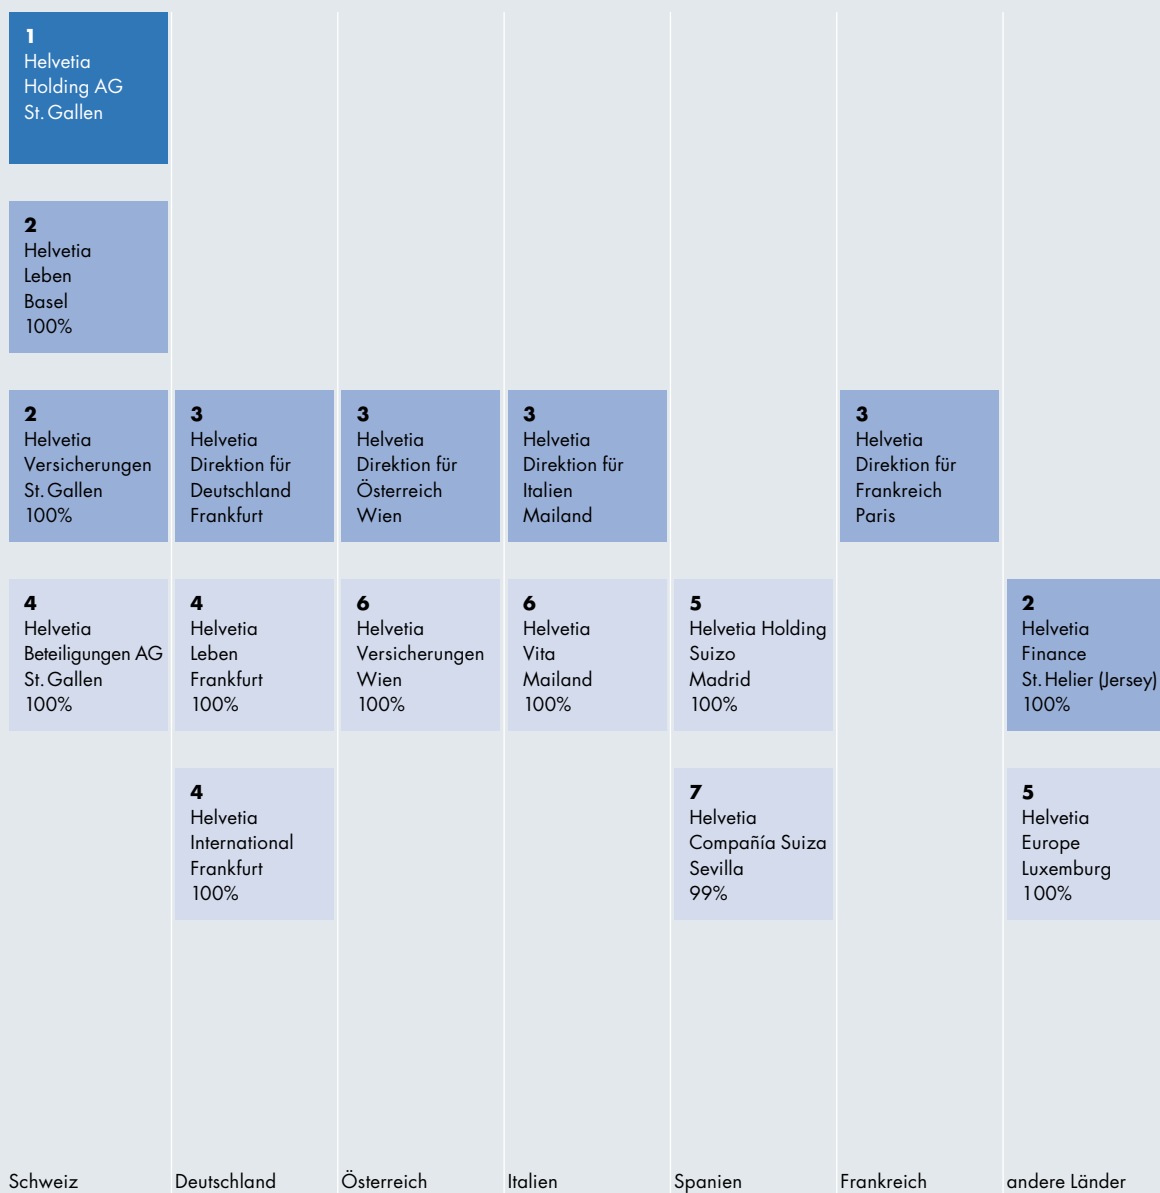 1
Helvetia
Holding AG
St. Gallen
2
Helvetia
Leben
Basel
100%
2
Helvetia
Versicherungen
St. Gallen
100%
3
Helvetia
Direktion für
Deutschland
Frankfurt
3
Helvetia
Direktion für
Österreich
Wien
3
Helvetia
Direktion für
Italien
Mailand
3
Helvetia
Direktion für
Frankreich
Paris
4
Helvetia
Beteiligungen AG
St. Gallen
100%
4
Helvetia
Leben
Frankfurt
100%
6
Helvetia
Versicherungen
Wien
100%
6
Helvetia
Vita
Mailand
100%
5
Helvetia Holding
Suizo
Madrid
100%
2
Helvetia
Finance
St. Helier (Jersey)
100%
4
Helvetia
International
Frankfurt
100%
7
Helvetia
Compañía Suiza
Sevilla
99%
5
Helvetia
Europe
Luxemburg
100%
Schweiz
Deutschland
Österreich
Italien
Spanien
Frankreich
andere Länder